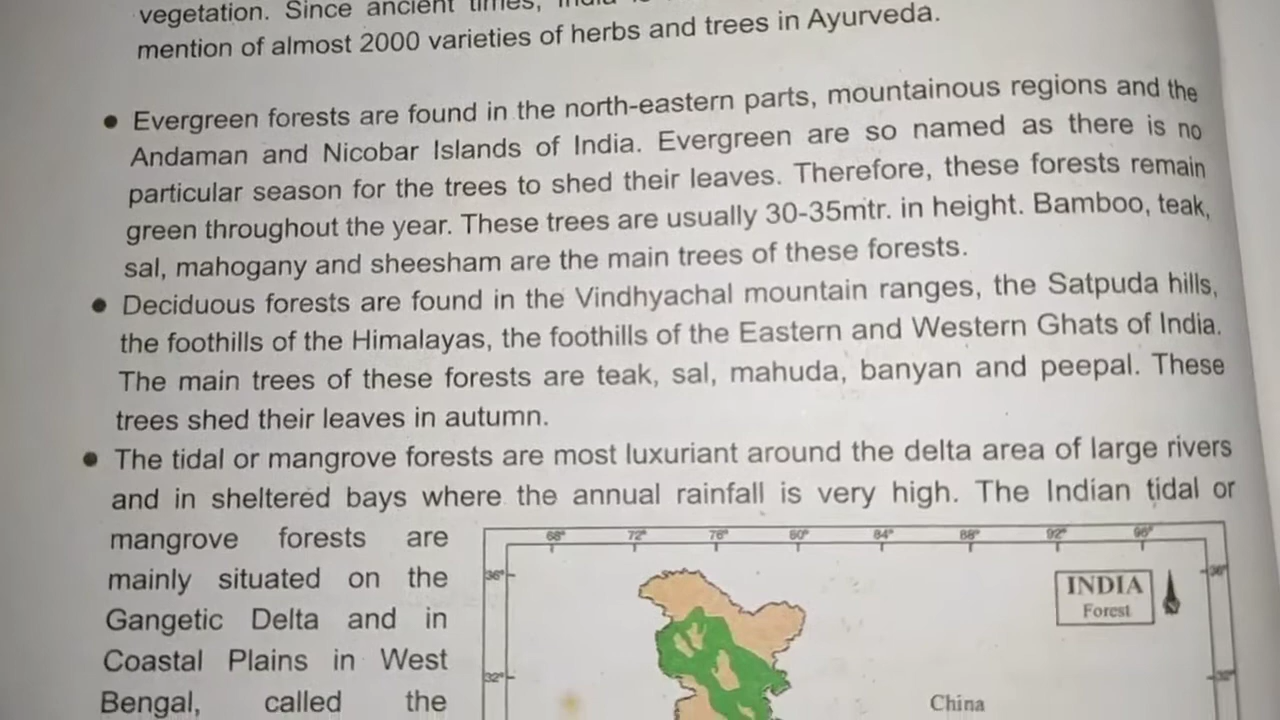 vegetation. Since ancient times, India
mention of almost 2000 varieties of herbs and trees in Ayurveda.
● Evergreen forests are found in the north-eastern parts, mountainous regions and the
Andaman and Nicobar Islands of India. Evergreen are so named as there is no
particular season for the trees to shed their leaves. Therefore, these forests remain
green throughout the year. These trees are usually 30-35mtr. in height. Bamboo, teak,
sal, mahogany and sheesham are the main trees of these forests.
● Deciduous forests are found in the Vindhyachal mountain ranges, the Satpuda hills,
the foothills of the Himalayas, the foothills of the Eastern and Western Ghats of India.
The main trees of these forests are teak, sal, mahuda, banyan and peepal. These
trees shed their leaves in autumn.
● The tidal or mangrove forests are most luxuriant around the delta area of large rivers
and in sheltered bays where the annual rainfall is very high. The Indian tidal or
mangrove forests are
mainly situated on the
Gangetic Delta and in
Coastal Plains in West
Bengal, called the
68° 72° 76° 80° 84° 88° 92° 96°
36° 36°
INDIA
Forest
32° 32°
China